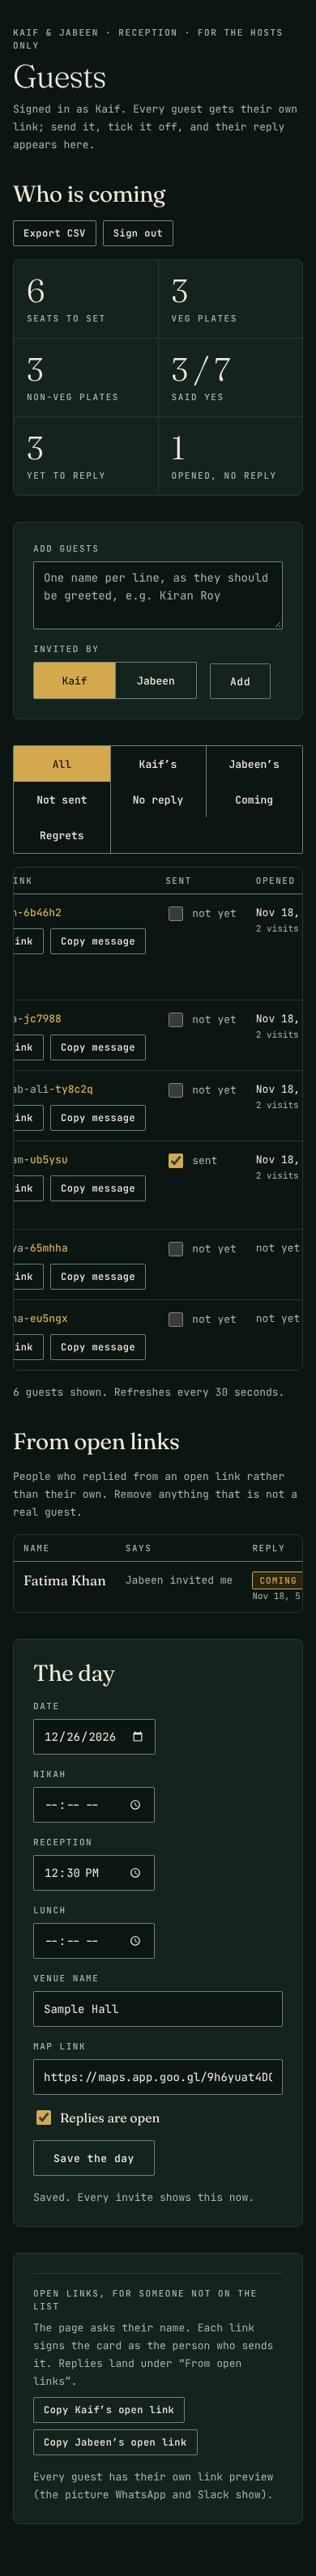 KAIF & JABEEN · RECEPTION · FOR THE HOSTS
ONLY
Guests
Signed in as Kaif. Every guest gets their own
link; send it, tick it off, and their reply
appears here.
Who is coming
Export CSV Sign out
6 3
SEATS TO SET VEG PLATES
3 3/7
NON-VEG PLATES SAID YES
3 1
YET TO REPLY OPENED, NO REPLY
ADD GUESTS
One name per line, as they should
be greeted, e.g. Kiran Roy
INVITED BY
Kaif Jabeen Add
All Kaif’s Jabeen’s
Not sent No reply Coming
Regrets
INK SENT OPENED
-6b46h2 not yet Nov 18,
ink Copy message 2 visits
a-jc7988 not yet Nov 18,
ink Copy message 2 visits
ab-ali-ty8c2q not yet Nov 18,
ink Copy message 2 visits
am-ub5ysu sent Nov 18,
ink Copy message 2 visits
ya-65mhha not yet not yet
ink Copy message
na-eu5ngx not yet not yet
ink Copy message
6 guests shown. Refreshes every 30 seconds.
From open links
People who replied from an open link rather
than their own. Remove anything that is not a
real guest.
NAME SAYS REPLY
Fatima Khan Jabeen invited me COMING
Nov 18, 5
The day
DATE
12/26/2026
NIKAH
--:-- --
RECEPTION
12:30 PM
LUNCH
--:-- --
VENUE NAME
Sample Hall
MAP LINK
https://maps.app.goo.gl/9h6yuat4D
Replies are open
Save the day
Saved. Every invite shows this now.
OPEN LINKS, FOR SOMEONE NOT ON THE
LIST
The page asks their name. Each link
signs the card as the person who sends
it. Replies land under “From open
links”.
Copy Kaif’s open link
Copy Jabeen’s open link
Every guest has their own link preview
(the picture WhatsApp and Slack show).